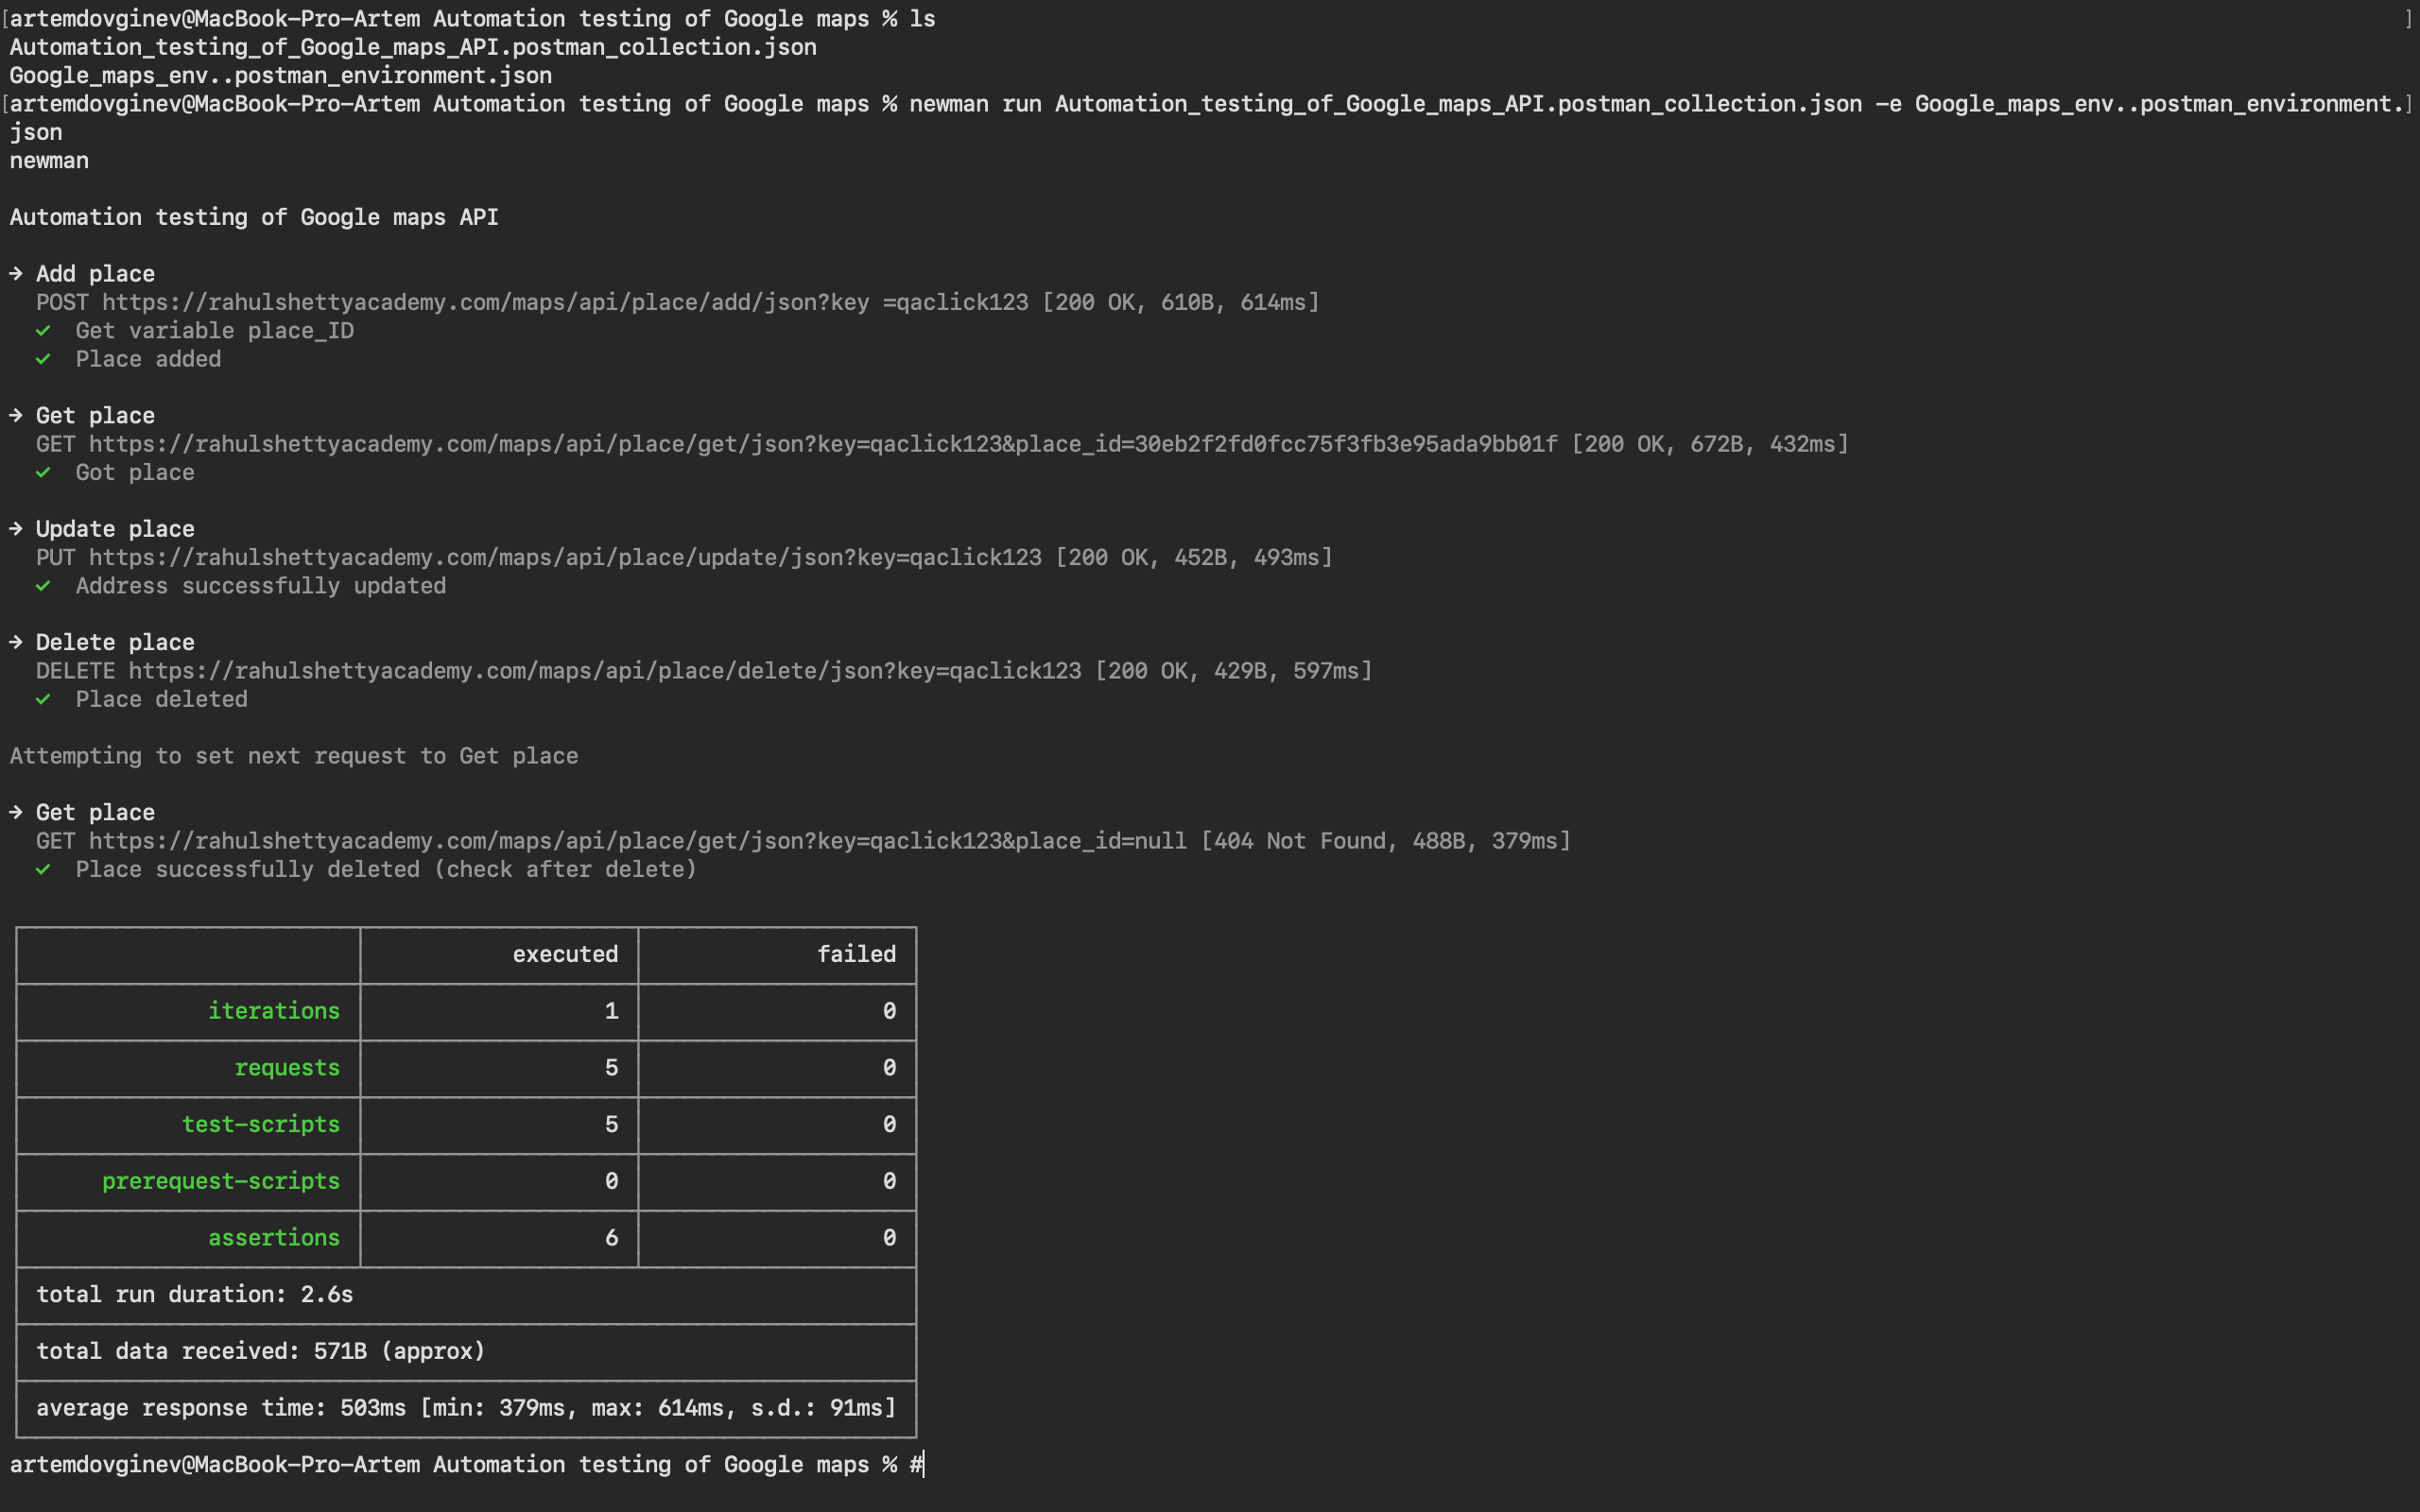 [artemdovginev@MacBook-Pro-Artem Automation testing of Google maps % ls ]
Automation_testing_of_Google_maps_API.postman_collection.json
Google_maps_env..postman_environment.json
[artemdovginev@MacBook-Pro-Artem Automation testing of Google maps % newman run Automation_testing_of_Google_maps_API.postman_collection.json -e Google_maps_env..postman_environment.]
json
newman
Automation testing of Google maps API
→ Add place
POST https://rahulshettyacademy.com/maps/api/place/add/json?key =qaclick123 [200 OK, 610B, 614ms]
✓ Get variable place_ID
✓ Place added
→ Get place
GET https://rahulshettyacademy.com/maps/api/place/get/json?key=qaclick123&place_id=30eb2f2fd0fcc75f3fb3e95ada9bb01f [200 OK, 672B, 432ms]
✓ Got place
→ Update place
PUT https://rahulshettyacademy.com/maps/api/place/update/json?key=qaclick123 [200 OK, 452B, 493ms]
✓ Address successfully updated
→ Delete place
DELETE https://rahulshettyacademy.com/maps/api/place/delete/json?key=qaclick123 [200 OK, 429B, 597ms]
✓ Place deleted
Attempting to set next request to Get place
→ Get place
GET https://rahulshettyacademy.com/maps/api/place/get/json?key=qaclick123&place_id=null [404 Not Found, 488B, 379ms]
✓ Place successfully deleted (check after delete)
executed failed
iterations 1 0
requests 5 0
test-scripts 5 0
prerequest-scripts 0 0
assertions 6 0
total run duration: 2.6s
total data received: 571B (approx)
average response time: 503ms [min: 379ms, max: 614ms, s.d.: 91ms]
artemdovginev@MacBook-Pro-Artem Automation testing of Google maps % #